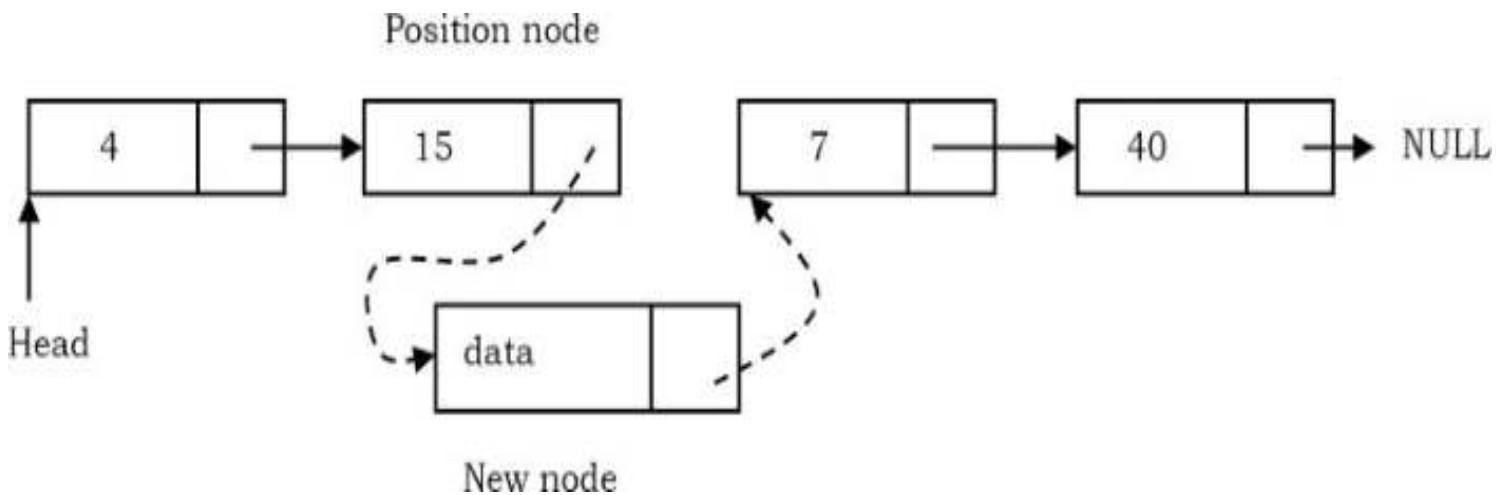 Position node
4 15 7 40 NULL
Head
data
New node